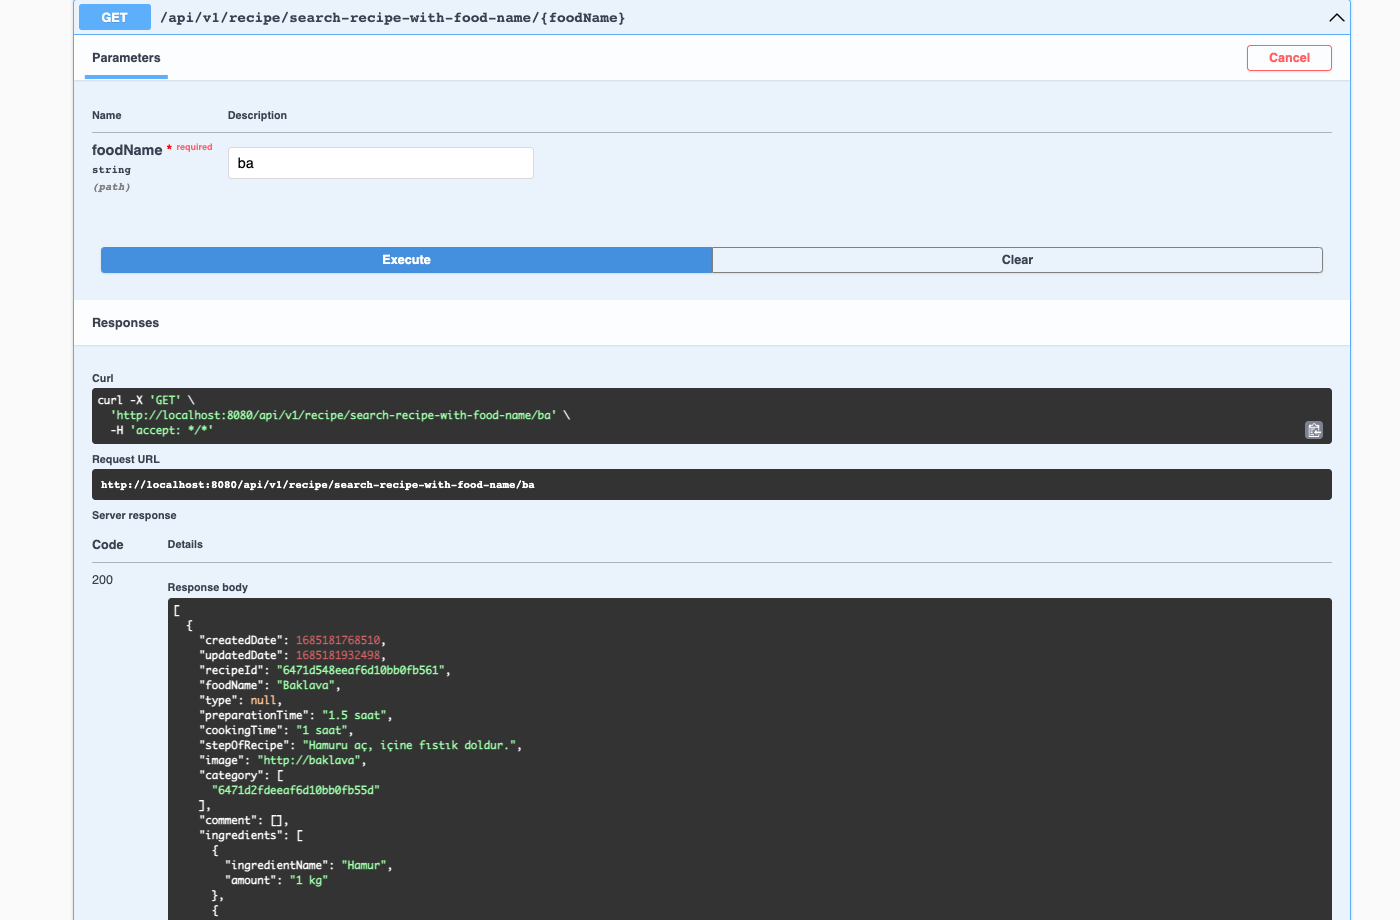 GET /api/v1/recipe/search-recipe-with-food-name/{foodName}
Parameters
Cancel
Name Description
foodName * required
string
(path)
ba
Execute Clear
Responses
Curl
curl -X 'GET' \
'http://localhost:8080/api/v1/recipe/search-recipe-with-food-name/ba' \
-H 'accept: */*'
Request URL
http://localhost:8080/api/v1/recipe/search-recipe-with-food-name/ba
Server response
Code Details
200
Response body
[
{
"createdDate": 1685181768510,
"updatedDate": 1685181932498,
"recipeId": "6471d548eeaf6d10bb0fb561",
"foodName": "Baklava",
"type": null,
"preparationTime": "1.5 saat",
"cookingTime": "1 saat",
"stepOfRecipe": "Hamuru aç, içine fıstık doldur.",
"image": "http://baklava",
"category": [
"6471d2fdeeaf6d10bb0fb55d"
],
"comment": [],
"ingredients": [
{
"ingredientName": "Hamur",
"amount": "1 kg"
},
{